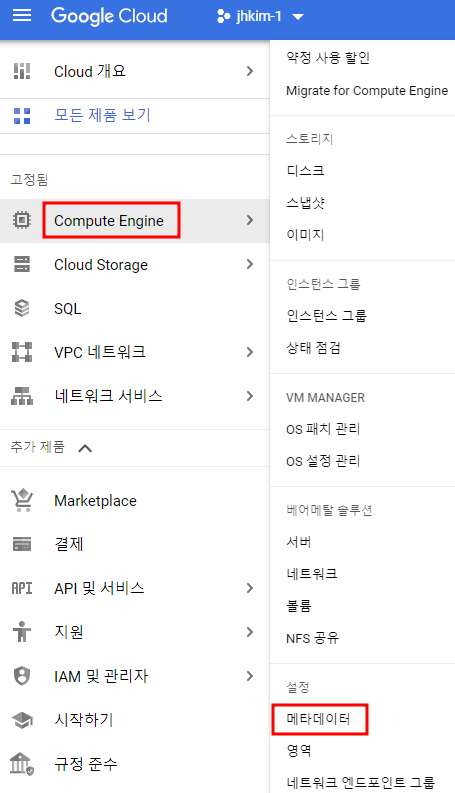 Google Cloud
jhkim-1
Cloud 개요
모든 제품 보기
고정됨
Compute Engine
Cloud Storage
SQL
VPC 네트워크
네트워크 서비스
추가 제품
Marketplace
결제
API
API 및 서비스
지원
IAM 및 관리자
시작하기
규정 준수
약정 사용 할인
Migrate for Compute Engine
스토리지
디스크
스냅샷
이미지
인스턴스 그룹
인스턴스 그룹
상태 점검
VM MANAGER
OS 패치 관리
OS 설정 관리
베어메탈 솔루션
서버
네트워크
볼륨
NFS 공유
설정
메타데이터
영역
네트워크 엔드포인트 그룹